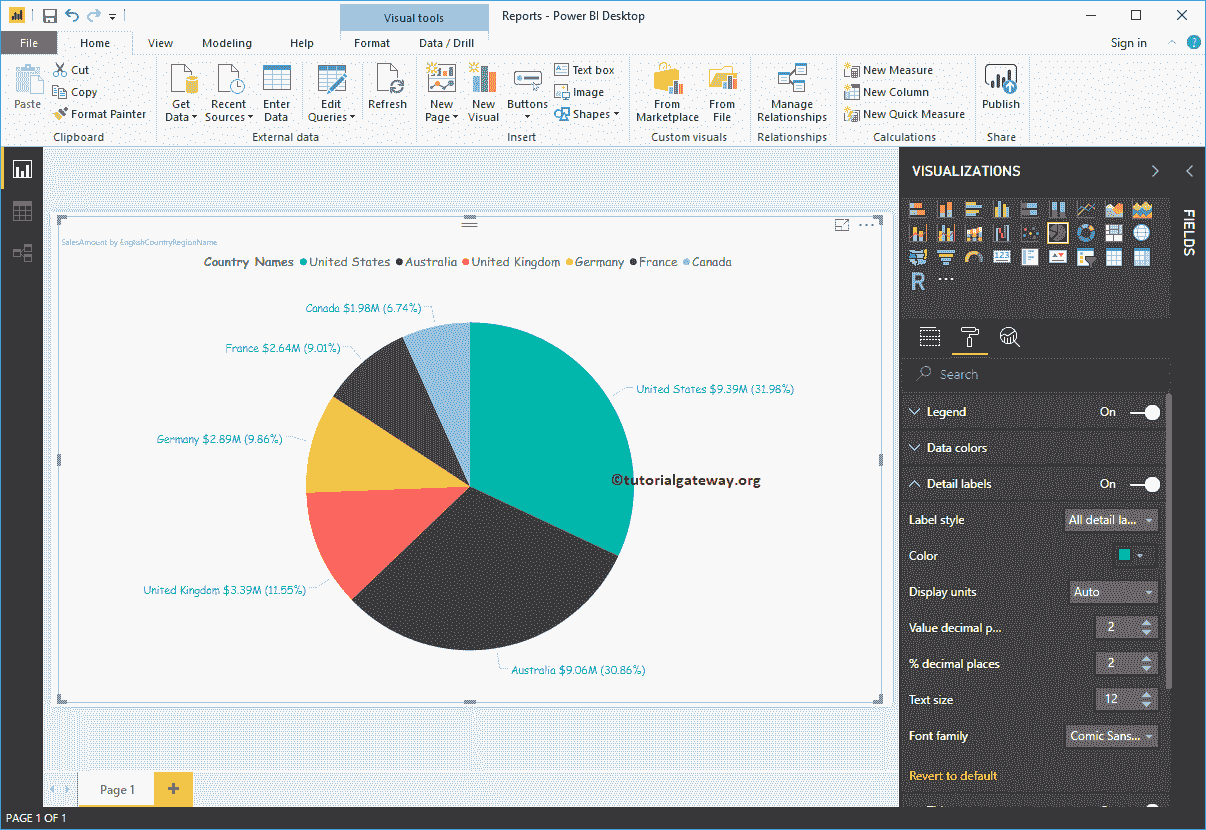 Visual tools
Reports - Power BI Desktop
File
Home
View
Modeling
Help
Format
Data / Drill
Sign in
?
Paste
Cut
Copy
Format Painter
Clipboard
Get Data
Recent Sources
Enter Data
Edit Queries
External data
Refresh
New Page
New Visual
Buttons
Text box
Image
Shapes
Insert
From Marketplace
From File
Custom visuals
Manage Relationships
Relationships
New Measure
New Column
New Quick Measure
Calculations
Publish
Share
SalesAmount by EnglishCountryRegionName
Country Names United States Australia United Kingdom Germany France Canada
Canada $1.98M (6.74%)
France $2.64M (9.01%)
United States $9.39M (31.98%)
Germany $2.89M (9.86%)
©tutorialgateway.org
United Kingdom $3.39M (11.55%)
Australia $9.06M (30.86%)
VISUALIZATIONS
FIELDS
123
R
Search
Legend On
Data colors
Detail labels On
Label style All detail la...
Color
Display units Auto
Value decimal p... 2
% decimal places 2
Text size 12
Font family Comic Sans...
Revert to default
Page 1
+
PAGE 1 OF 1